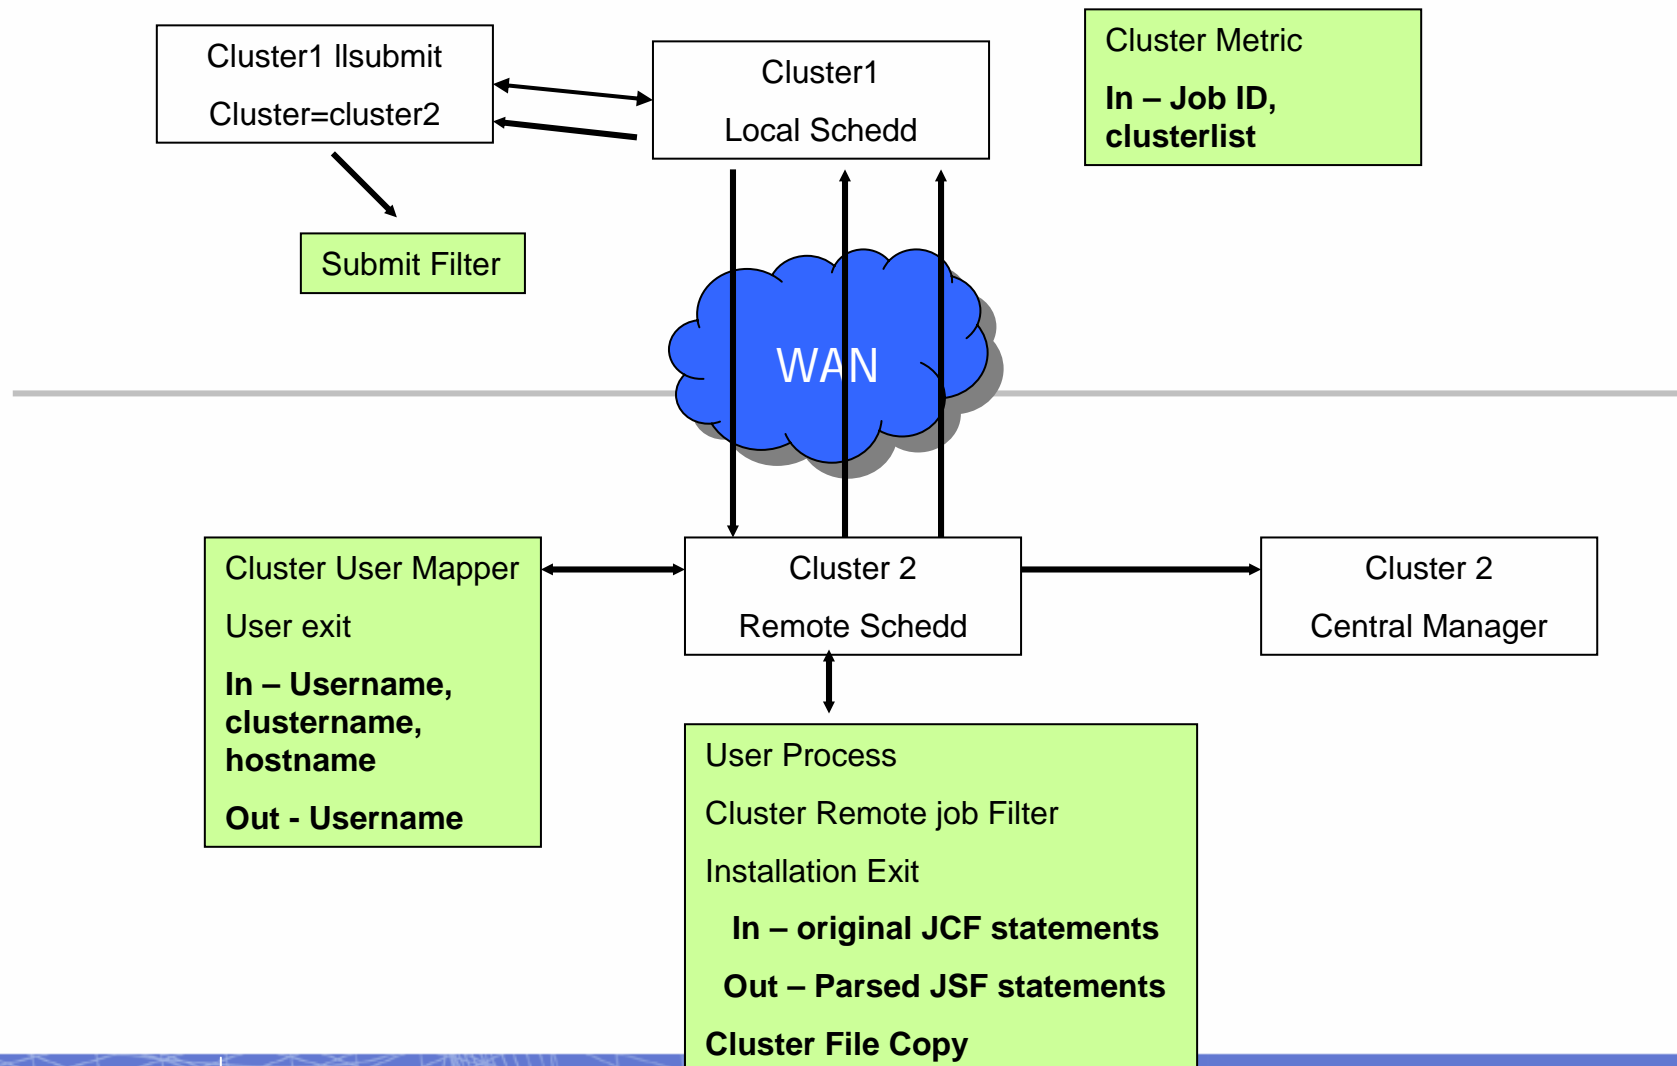 Cluster1 llsubmit
Cluster=cluster2
Cluster1
Local Schedd
Cluster Metric
In – Job ID,
clusterlist
Submit Filter
WAN
Cluster User Mapper
User exit
In – Username,
clustername,
hostname
Out - Username
Cluster 2
Remote Schedd
Cluster 2
Central Manager
User Process
Cluster Remote job Filter
Installation Exit
In – original JCF statements
Out – Parsed JSF statements
Cluster File Copy